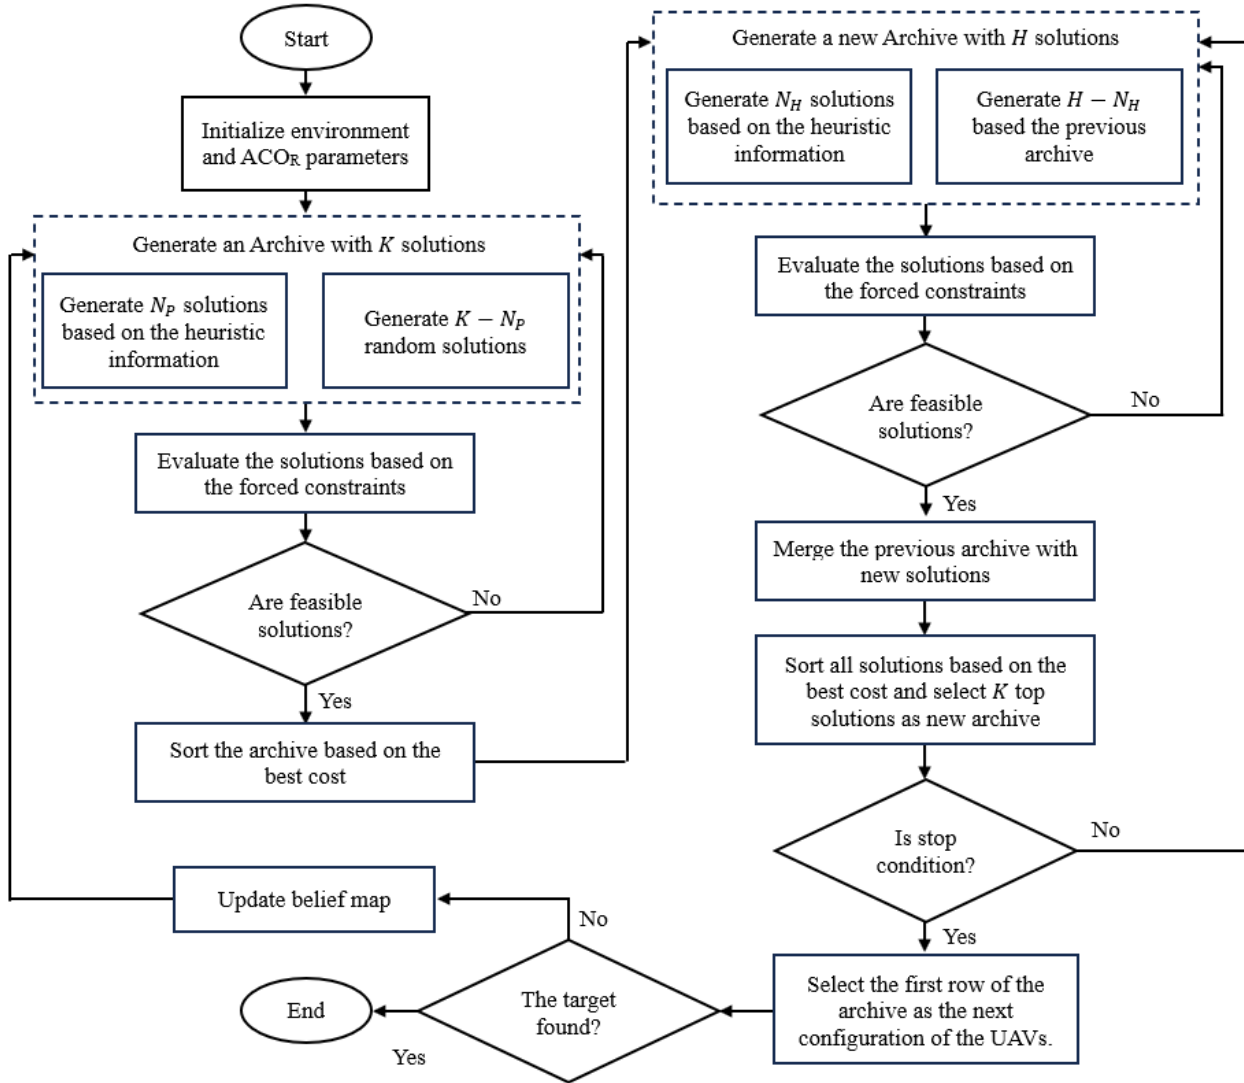 Start
Initialize environment
and ACO_R parameters
Generate an Archive with K solutions
Generate N_P solutions
based on the heuristic
information
Generate K − N_P
random solutions
Evaluate the solutions based on
the forced constraints
Are feasible
solutions?
No
Yes
Sort the archive based on the
best cost
Generate a new Archive with H solutions
Generate N_H solutions
based on the heuristic
information
Generate H − N_H
based the previous
archive
Evaluate the solutions based on
the forced constraints
Are feasible
solutions?
No
Yes
Merge the previous archive with
new solutions
Sort all solutions based on the
best cost and select K top
solutions as new archive
Is stop
condition?
No
Yes
Select the first row of the
archive as the next
configuration of the UAVs.
The target
found?
No
Update belief map
Yes
End